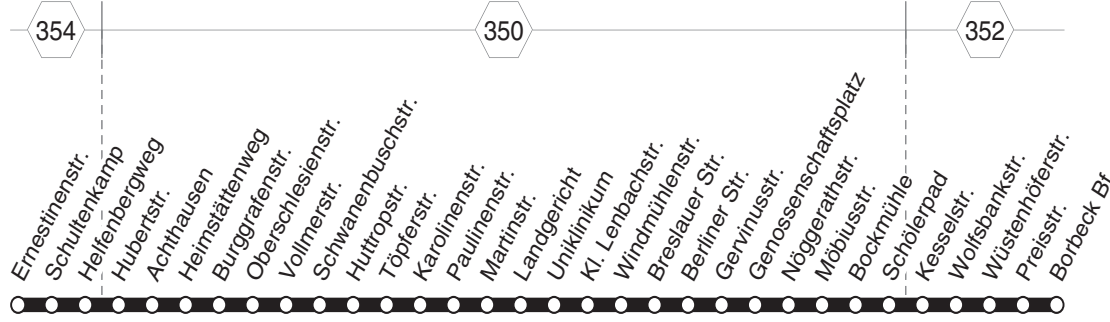 354
350
352
Ernestinenstr.
Schultenkamp
Helfenbergweg
Hubertstr.
Achthausen
Heimstättenweg
Burggrafenstr.
Oberschlesienstr.
Vollmerstr.
Schwanenbuschstr.
Huttropstr.
Töpferstr.
Karolinenstr.
Paulinenstr.
Martinstr.
Landgericht
Uniklinikum
Kl. Lenbachstr.
Windmühlenstr.
Breslauer Str.
Berliner Str.
Gervinusstr.
Genossenschaftsplatz
Nöggerathstr.
Möbiusstr.
Bockmühle
Schölerpad
Kesselstr.
Wolfsbankstr.
Wüstenhöferstr.
Preisstr.
Borbeck Bf